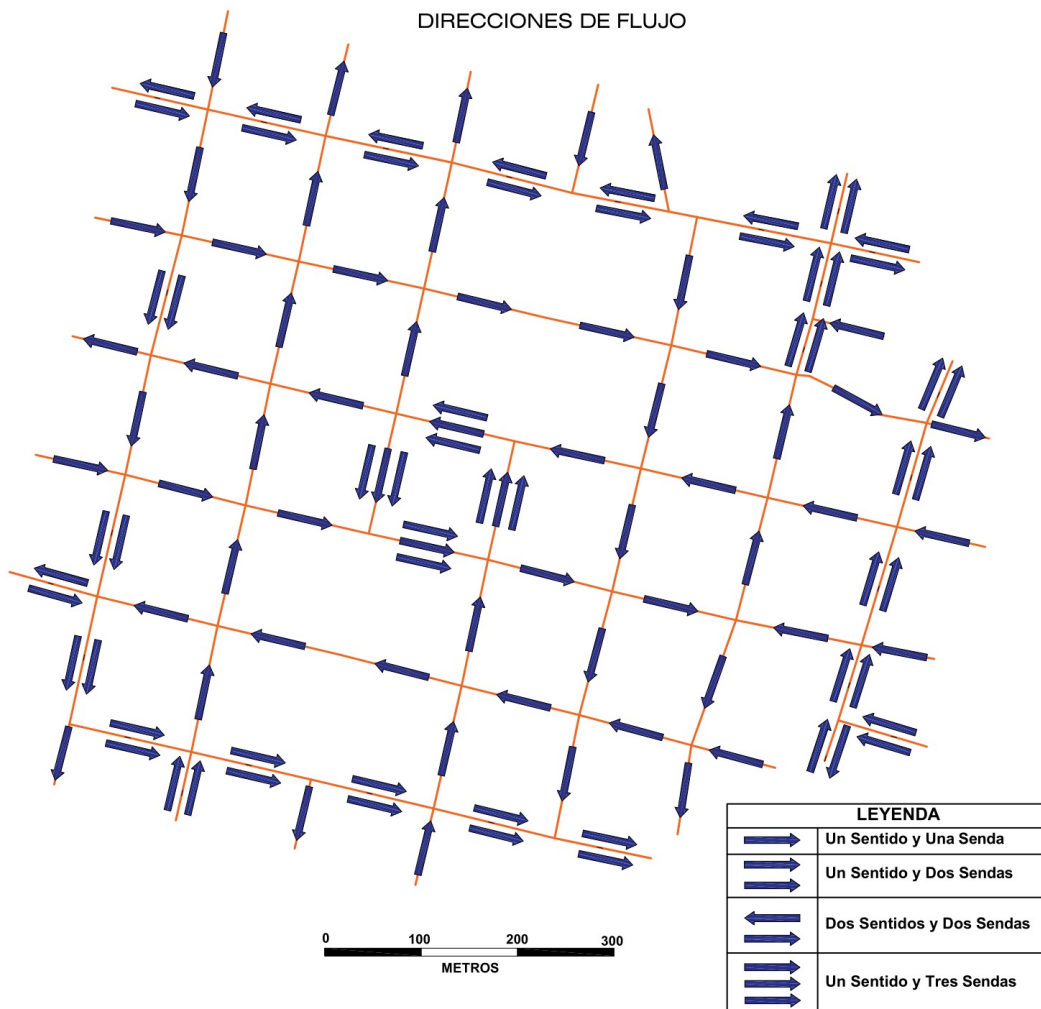 DIRECCIONES DE FLUJO
LEYENDA
Un Sentido y Una Senda
Un Sentido y Dos Sendas
Dos Sentidos y Dos Sendas
Un Sentido y Tres Sendas
0 100 200 300
METROS